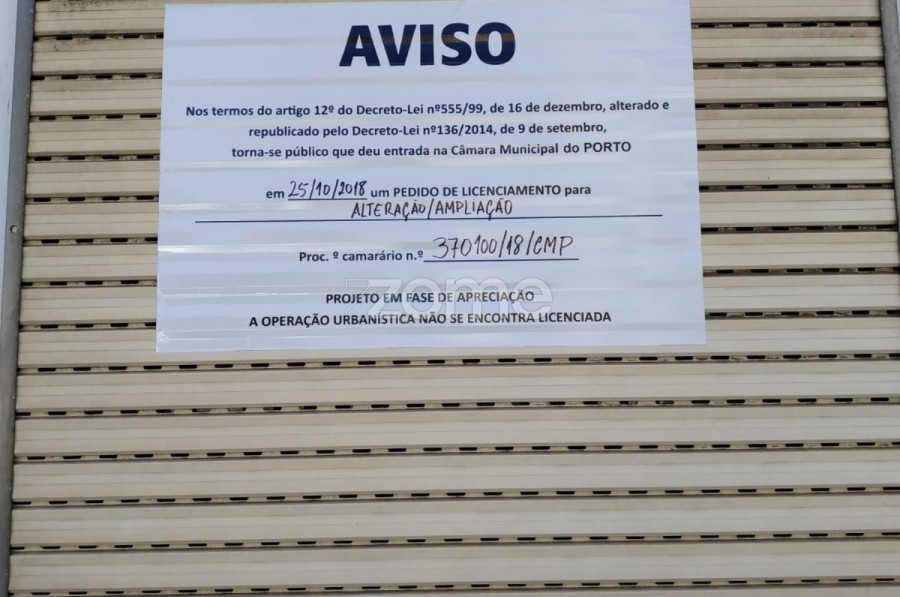 AVISO
Nos termos do artigo 12º do Decreto-Lei nº555/99, de 16 de dezembro, alterado e
republicado pelo Decreto-Lei nº136/2014, de 9 de setembro,
torna-se público que deu entrada na Câmara Municipal do PORTO
em 25/10/2018 um PEDIDO DE LICENCIAMENTO para
ALTERAÇÃO/AMPLIAÇÃO
Proc. º camarário n.º 370100/18/CMP
zome
PROJETO EM FASE DE APRECIAÇÃO
A OPERAÇÃO URBANÍSTICA NÃO SE ENCONTRA LICENCIADA